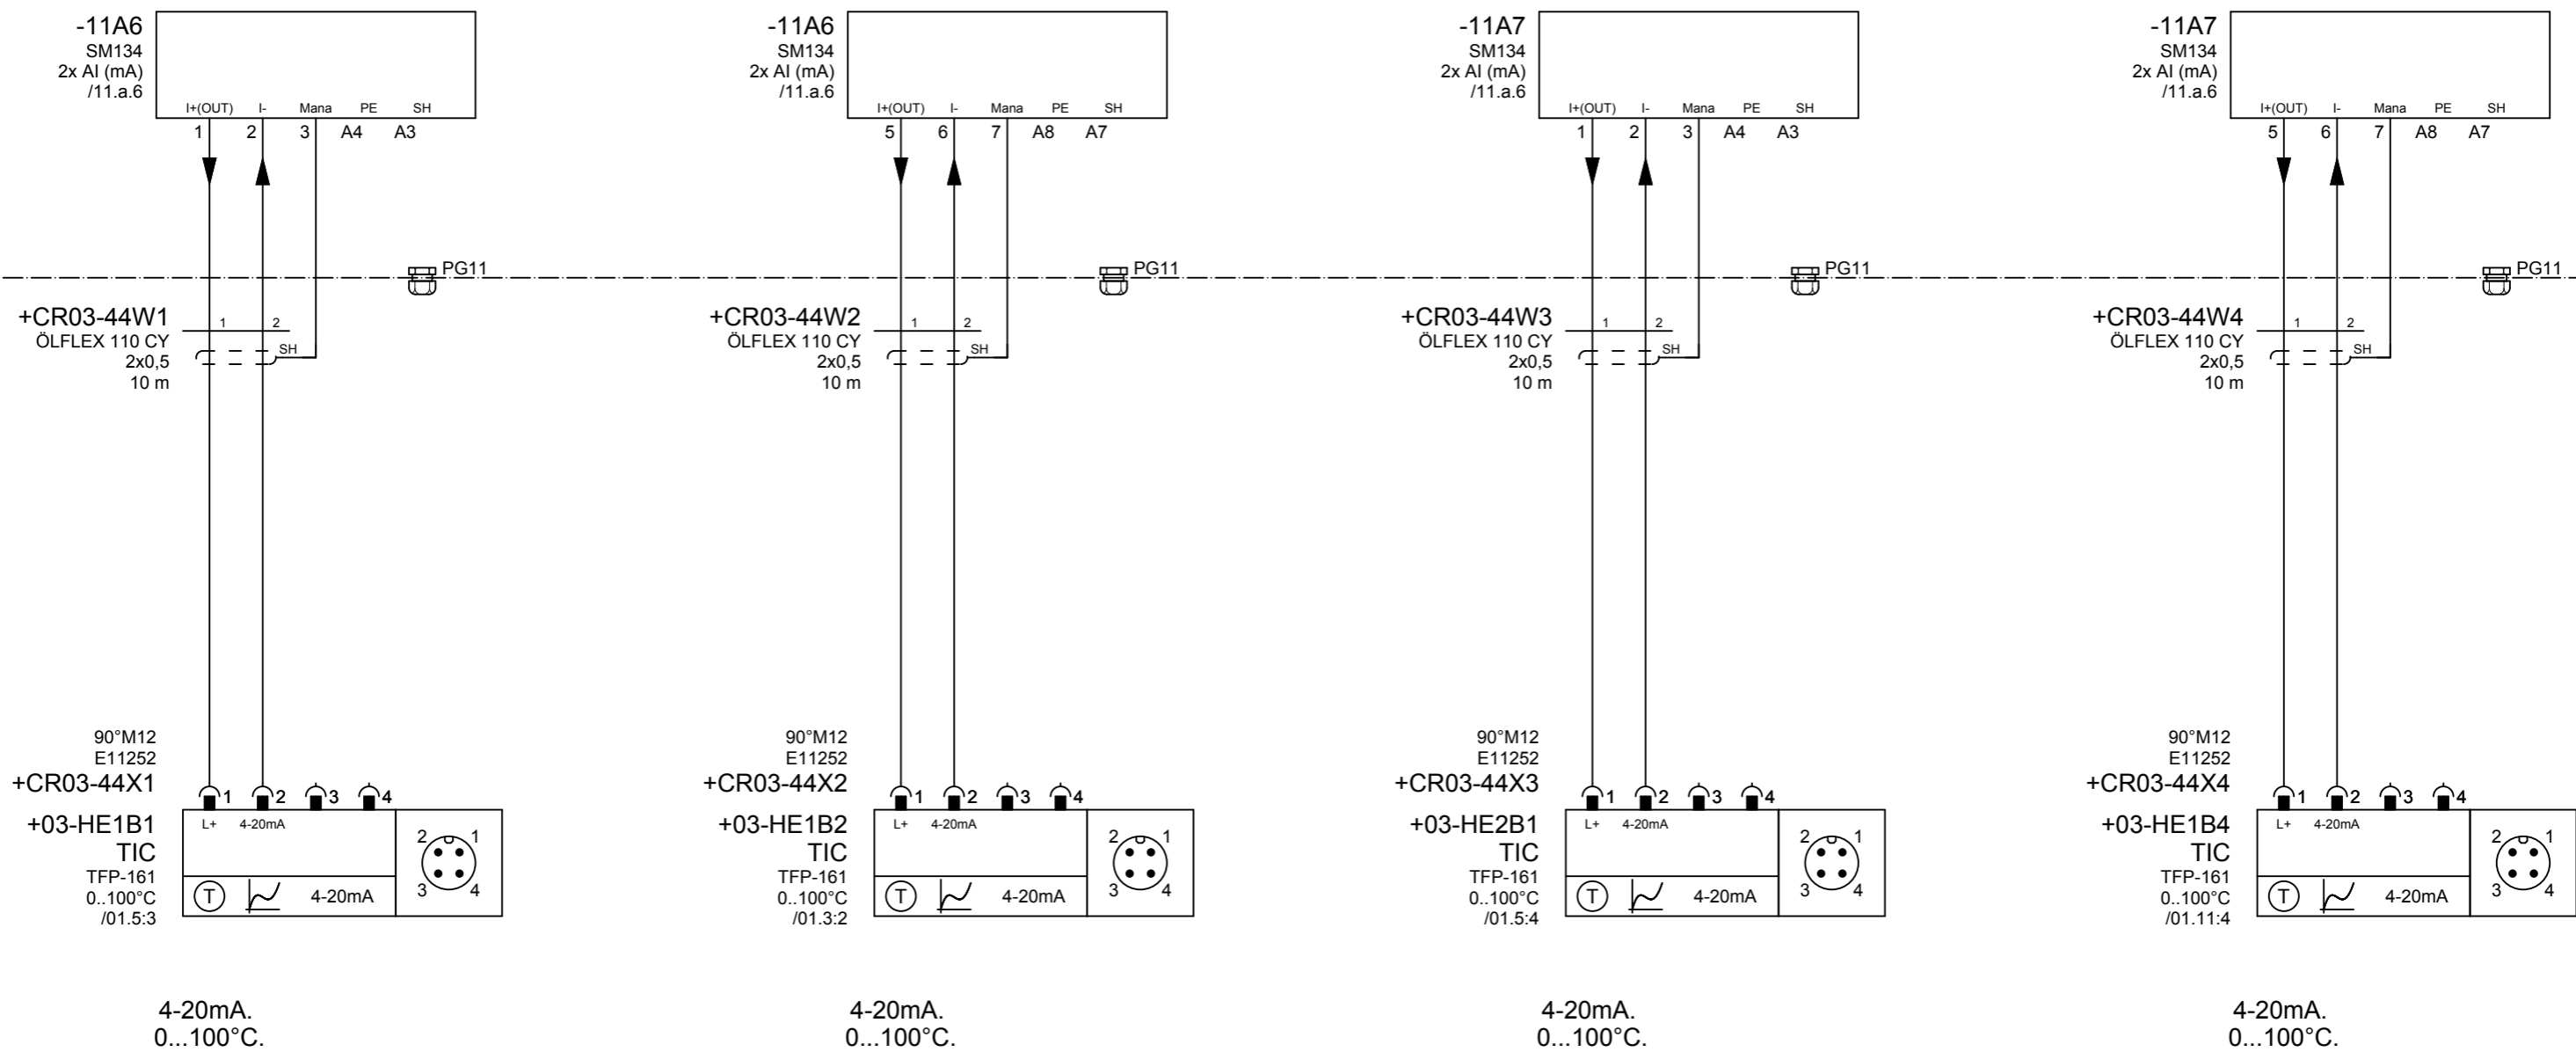 -11A6
SM134
2x AI (mA)
/11.a.6
I+(OUT) I- Mana PE SH
1 2 3 A4 A3
-11A6
SM134
2x AI (mA)
/11.a.6
I+(OUT) I- Mana PE SH
5 6 7 A8 A7
-11A7
SM134
2x AI (mA)
/11.a.6
I+(OUT) I- Mana PE SH
1 2 3 A4 A3
-11A7
SM134
2x AI (mA)
/11.a.6
I+(OUT) I- Mana PE SH
5 6 7 A8 A7
PG11
PG11
PG11
PG11
+CR03-44W1
ÖLFLEX 110 CY
2x0,5
10 m
1 2
SH
+CR03-44W2
ÖLFLEX 110 CY
2x0,5
10 m
1 2
SH
+CR03-44W3
ÖLFLEX 110 CY
2x0,5
10 m
1 2
SH
+CR03-44W4
ÖLFLEX 110 CY
2x0,5
10 m
1 2
SH
90°M12
E11252
+CR03-44X1
1 2 3 4
+03-HE1B1
TIC
TFP-161
0..100°C
/01.5:3
L+ 4-20mA
T 4-20mA
2 1
3 4
90°M12
E11252
+CR03-44X2
1 2 3 4
+03-HE1B2
TIC
TFP-161
0..100°C
/01.3:2
L+ 4-20mA
T 4-20mA
2 1
3 4
90°M12
E11252
+CR03-44X3
1 2 3 4
+03-HE2B1
TIC
TFP-161
0..100°C
/01.5:4
L+ 4-20mA
T 4-20mA
2 1
3 4
90°M12
E11252
+CR03-44X4
1 2 3 4
+03-HE1B4
TIC
TFP-161
0..100°C
/01.11:4
L+ 4-20mA
T 4-20mA
2 1
3 4
4-20mA.
0...100°C.
4-20mA.
0...100°C.
4-20mA.
0...100°C.
4-20mA.
0...100°C.